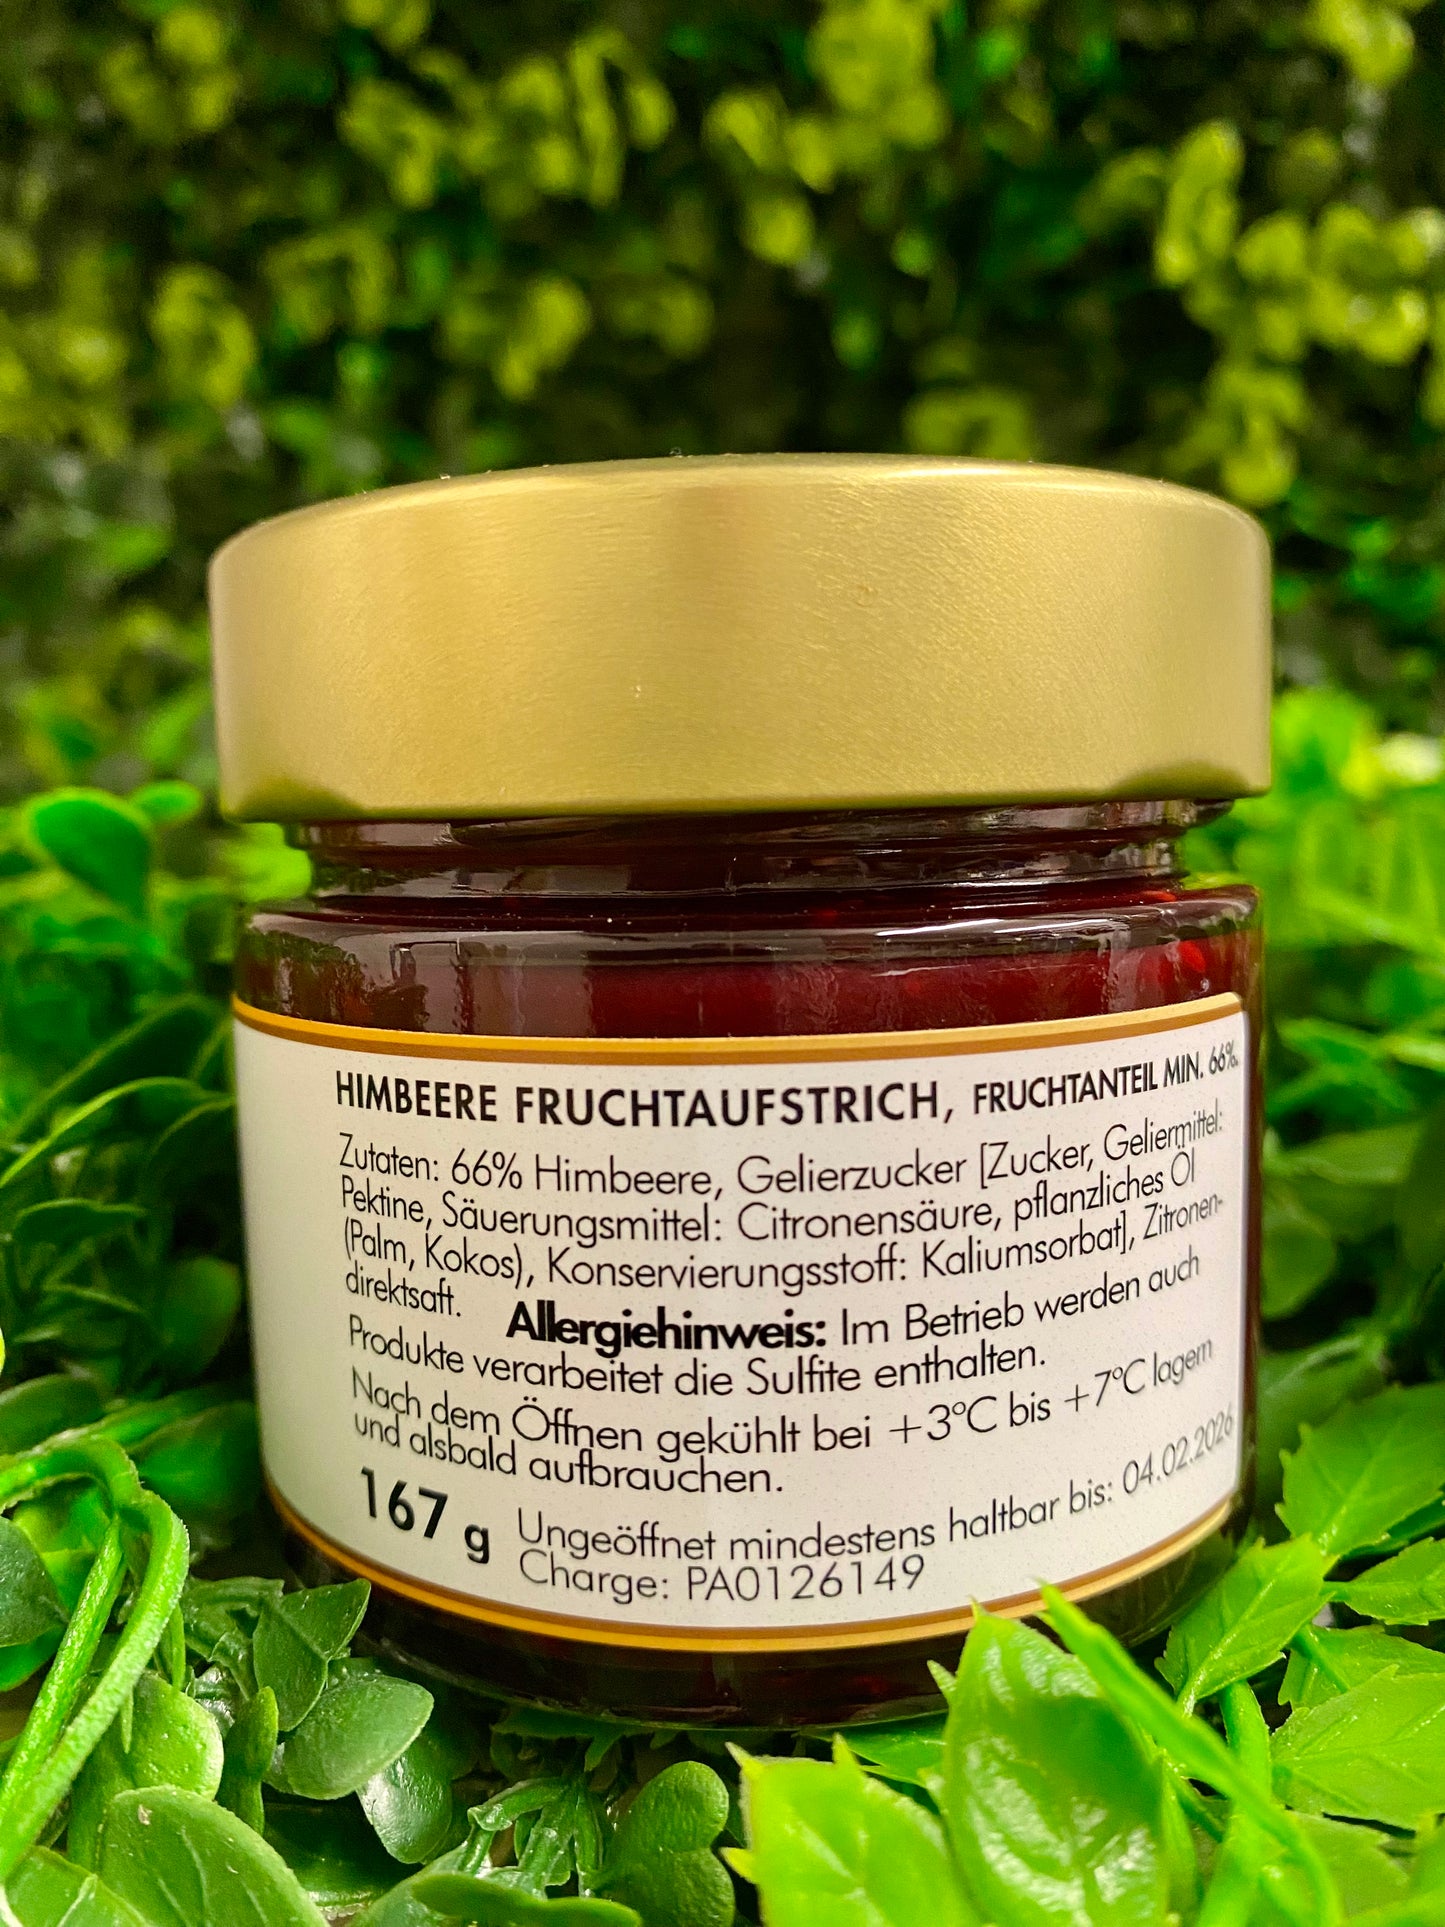 HIMBEERE FRUCHTAUFSTRICH, FRUCHTANTEIL MIN. 66%.
Zutaten: 66% Himbeere, Gelierzucker [Zucker, Geliermittel:
Pektine, Säuerungsmittel: Citronensäure, pflanzliches Öl
(Palm, Kokos), Konservierungsstoff: Kaliumsorbat], Zitronen-
direktsaft. Allergiehinweis: Im Betrieb werden auch
Produkte verarbeitet die Sulfite enthalten.
Nach dem Öffnen gekühlt bei +3°C bis +7°C lagern
und alsbald aufbrauchen.
167 g Ungeöffnet mindestens haltbar bis: 04.02.2026
Charge: PA0126149